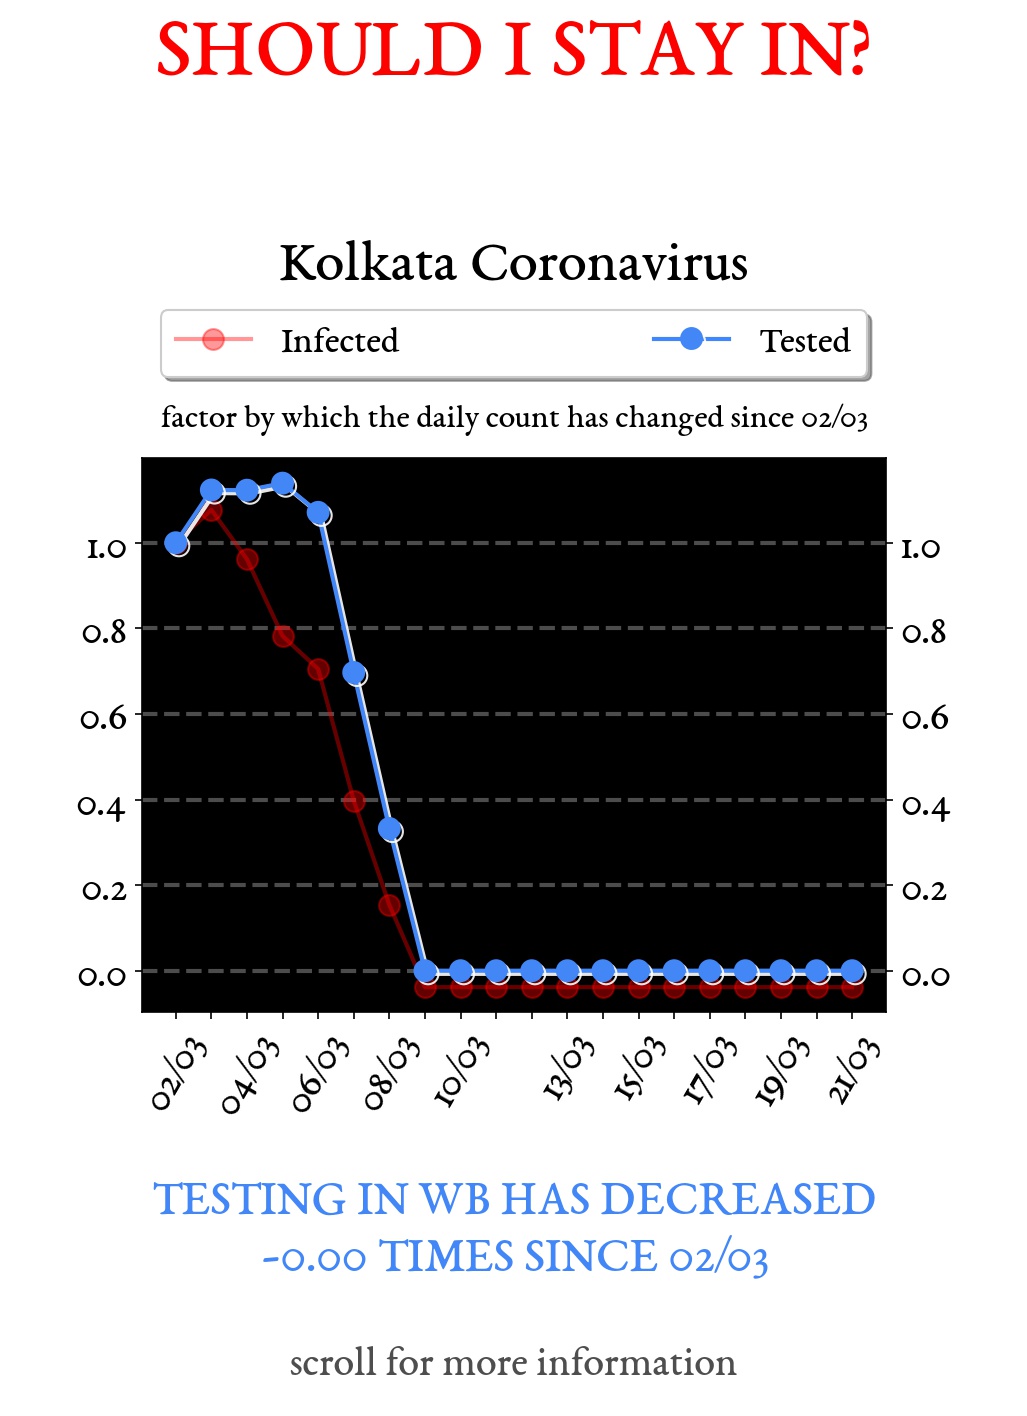 SHOULD I STAY IN?
Kolkata Coronavirus
Infected Tested
factor by which the daily count has changed since 02/03
1.0 1.0
0.8 0.8
0.6 0.6
0.4 0.4
0.2 0.2
0.0 0.0
02/03 04/03 06/03 08/03 10/03 13/03 15/03 17/03 19/03 21/03
TESTING IN WB HAS DECREASED
-0.00 TIMES SINCE 02/03
scroll for more information